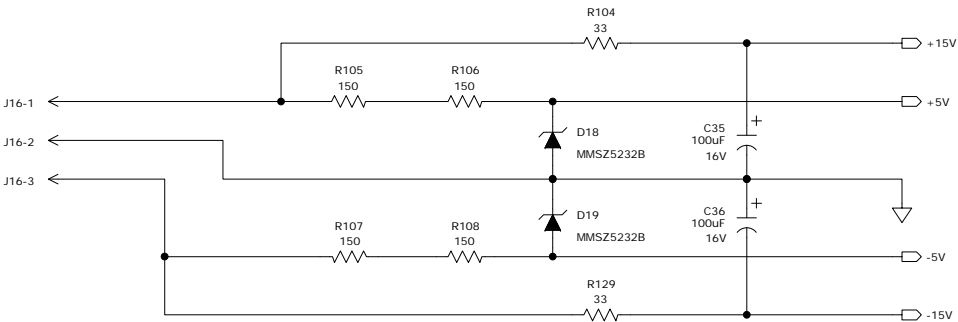 R104
33
+15V
R105
150
R106
150
J16-1
+5V
D18
MMSZ5232B
C35
100uF
16V
+
J16-2
J16-3
D19
MMSZ5232B
C36
100uF
16V
+
R107
150
R108
150
-5V
R129
33
-15V